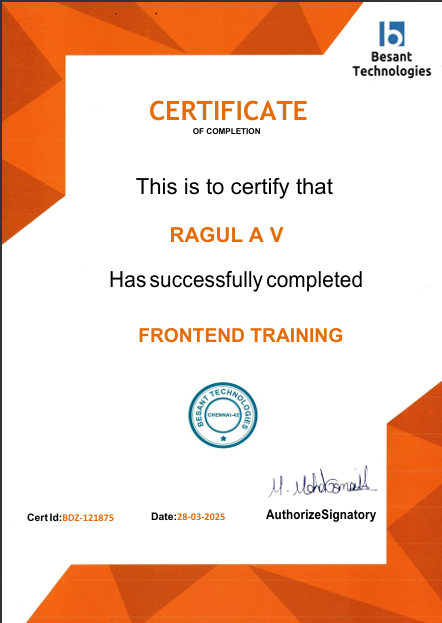 b
Besant
Technologies
CERTIFICATE
OF COMPLETION
This is to certify that
RAGUL A V
Has successfully completed
FRONTEND TRAINING
BESANT TECHNOLOGIES
CHENNAI-42
Cert Id:BDZ-121875
Date:28-03-2025
AuthorizeSignatory